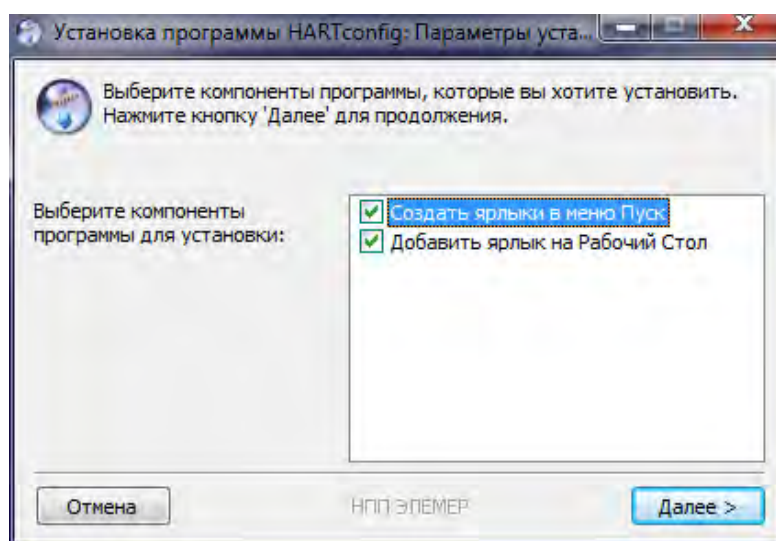 Установка программы HARTconfig: Параметры уста...
Выберите компоненты программы, которые вы хотите установить.
Нажмите кнопку 'Далее' для продолжения.
Выберите компоненты
программы для установки:
Создать ярлыки в меню Пуск
Добавить ярлык на Рабочий Стол
Отмена
НПП ЭЛЕМЕР
Далее >